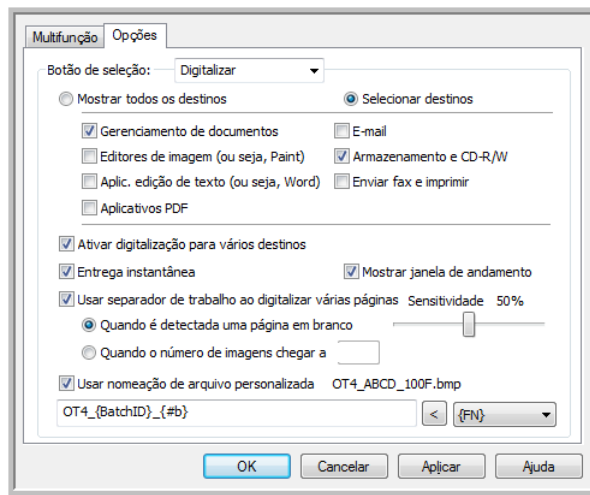 Multifunção Opções
Botão de seleção: Digitalizar
Mostrar todos os destinos Selecionar destinos
Gerenciamento de documentos E-mail
Editores de imagem (ou seja, Paint) Armazenamento e CD-R/W
Aplic. edição de texto (ou seja, Word) Enviar fax e imprimir
Aplicativos PDF
Ativar digitalização para vários destinos
Entrega instantânea Mostrar janela de andamento
Usar separador de trabalho ao digitalizar várias páginas Sensitividade 50%
Quando é detectada uma página em branco
Quando o número de imagens chegar a
Usar nomeação de arquivo personalizada OT4_ABCD_100F.bmp
OT4_{BatchID}_{#b} < {FN}
OK Cancelar Aplicar Ajuda